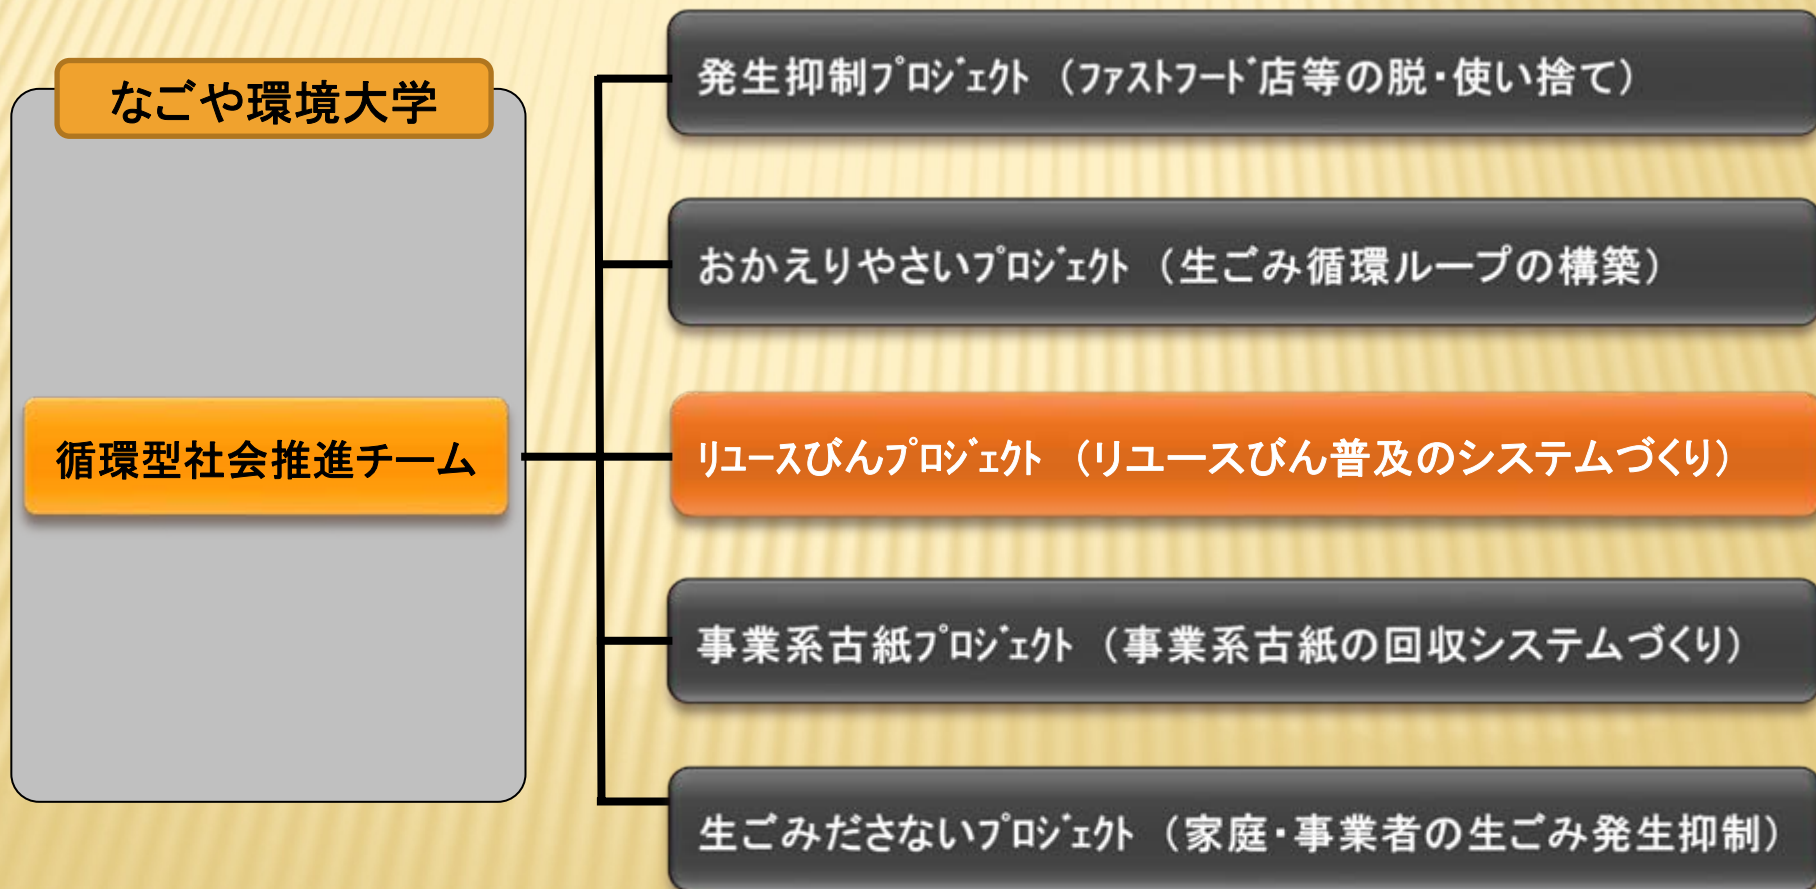 なごや環境大学
循環型社会推進チーム
発生抑制ﾌﾟﾛｼﾞｪｸﾄ （ﾌｧｽﾄﾌｰﾄﾞ店等の脱・使い捨て）
おかえりやさいﾌﾟﾛｼﾞｪｸﾄ （生ごみ循環ループの構築）
ﾘﾕｰｽびんﾌﾟﾛｼﾞｪｸﾄ （リユースびん普及のシステムづくり）
事業系古紙ﾌﾟﾛｼﾞｪｸﾄ （事業系古紙の回収システムづくり）
生ごみださないﾌﾟﾛｼﾞｪｸﾄ （家庭・事業者の生ごみ発生抑制）